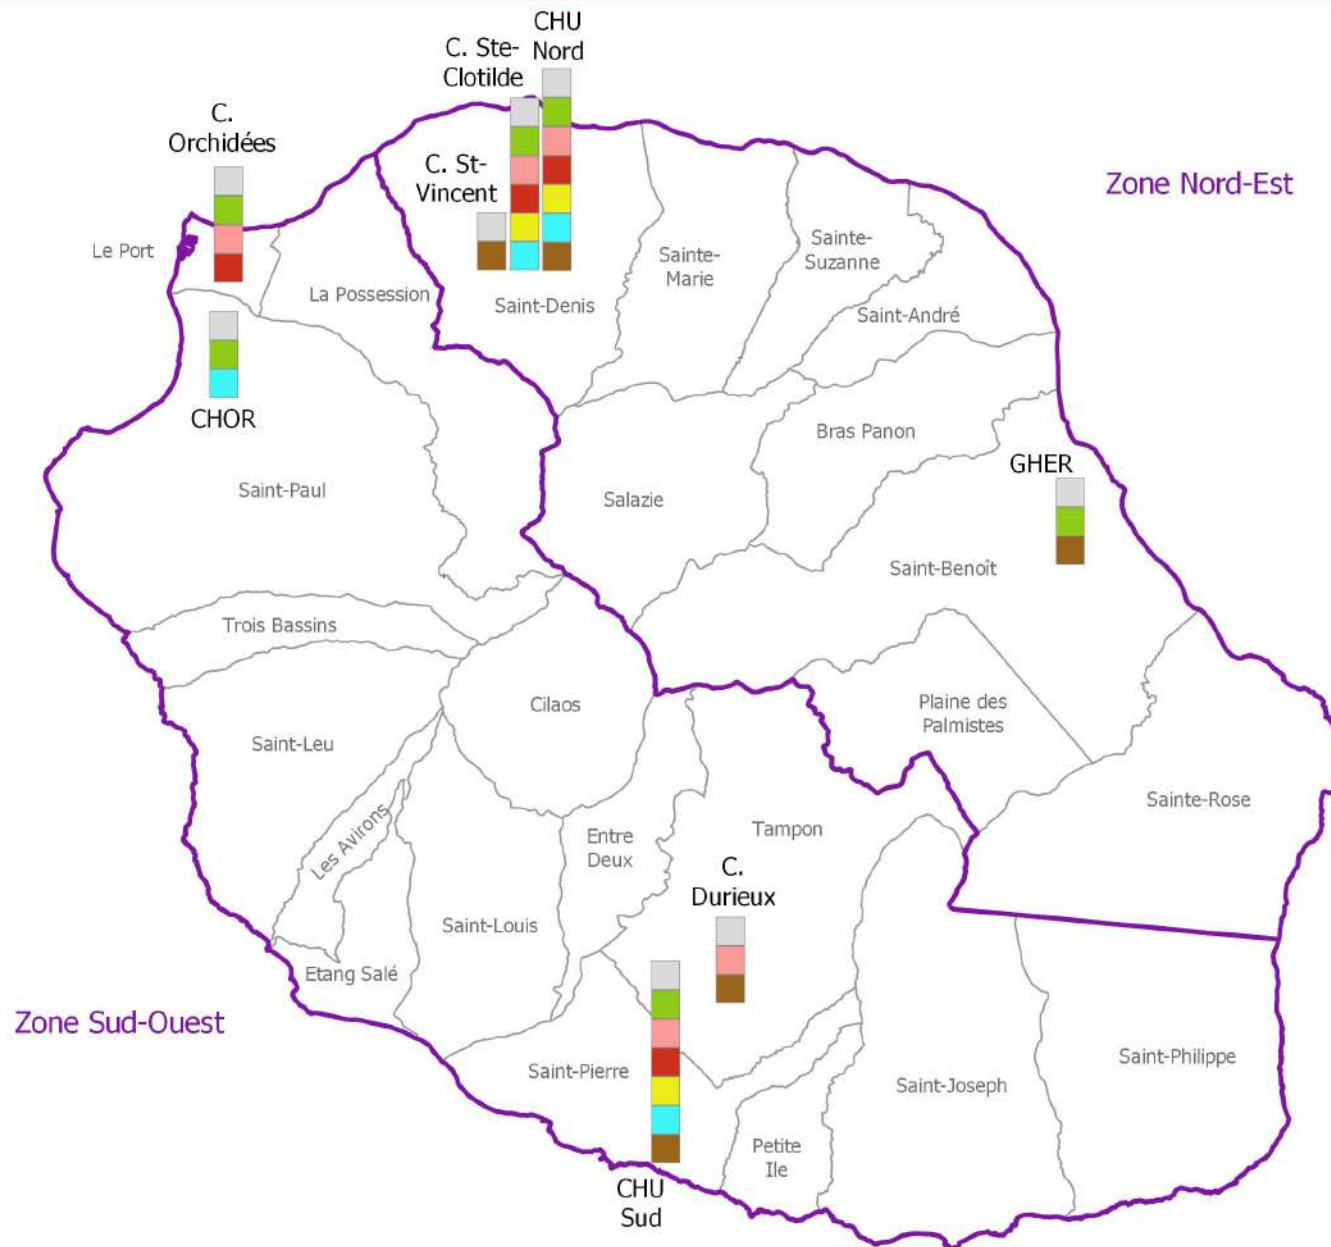 CHU
Nord
C. Ste-
Clotilde
C.
Orchidées
C. St-
Vincent
Zone Nord-Est
Le Port
La Possession
Saint-Denis
Sainte-
Marie
Sainte-
Suzanne
Saint-André
CHOR
Bras Panon
GHER
Saint-Paul
Salazie
Saint-Benoît
Trois Bassins
Cilaos
Plaine des
Palmistes
Saint-Leu
Sainte-Rose
Les Avirons
Entre
Deux
Tampon
C.
Durieux
Saint-Louis
Etang Salé
Zone Sud-Ouest
Saint-Pierre
Saint-Joseph
Saint-Philippe
Petite
Ile
CHU
Sud